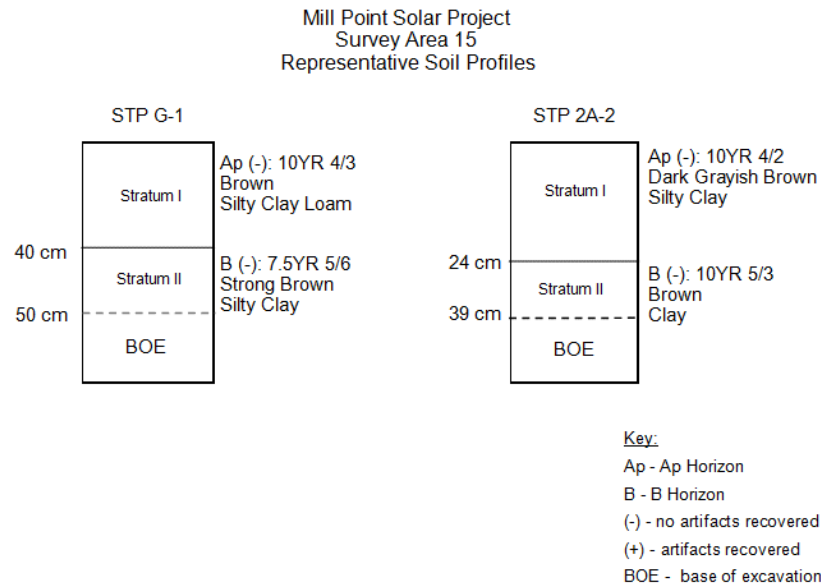 Mill Point Solar Project
Survey Area 15
Representative Soil Profiles
STP G-1
Stratum I
Ap (-): 10YR 4/3
Brown
Silty Clay Loam
40 cm
Stratum II
B (-): 7.5YR 5/6
Strong Brown
Silty Clay
50 cm
BOE
STP 2A-2
Stratum I
Ap (-): 10YR 4/2
Dark Grayish Brown
Silty Clay
24 cm
Stratum II
B (-): 10YR 5/3
Brown
Clay
39 cm
BOE
Key:
Ap - Ap Horizon
B - B Horizon
(-) - no artifacts recovered
(+) - artifacts recovered
BOE - base of excavation